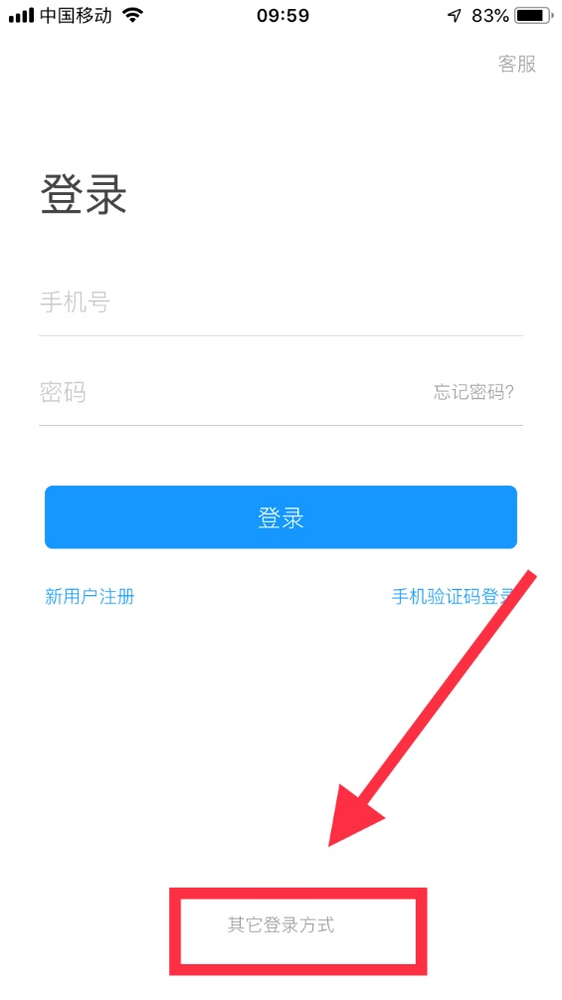 中国移动 09:59 83%
客服
登录
手机号
密码 忘记密码?
登录
新用户注册 手机验证码登录
其它登录方式